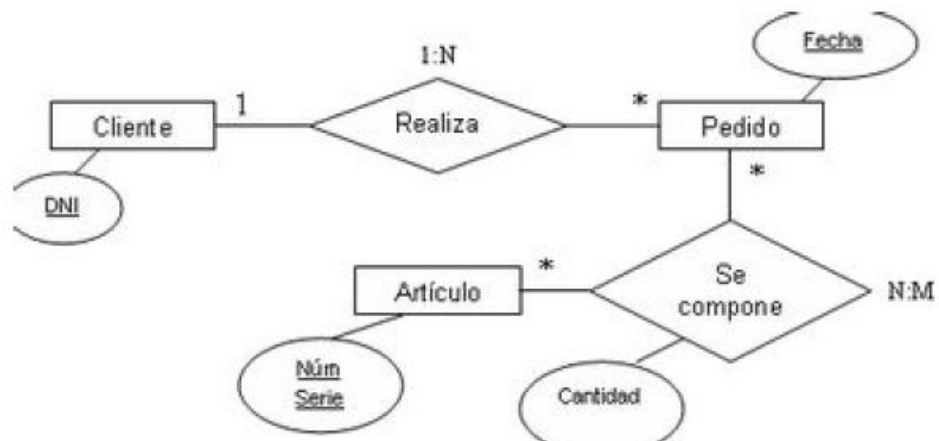 Fecha
1:N
1
*
Cliente
Realiza
Pedido
*
DNI
*
Se
compone
N:M
Artículo
Núm
Serie
Cantidad